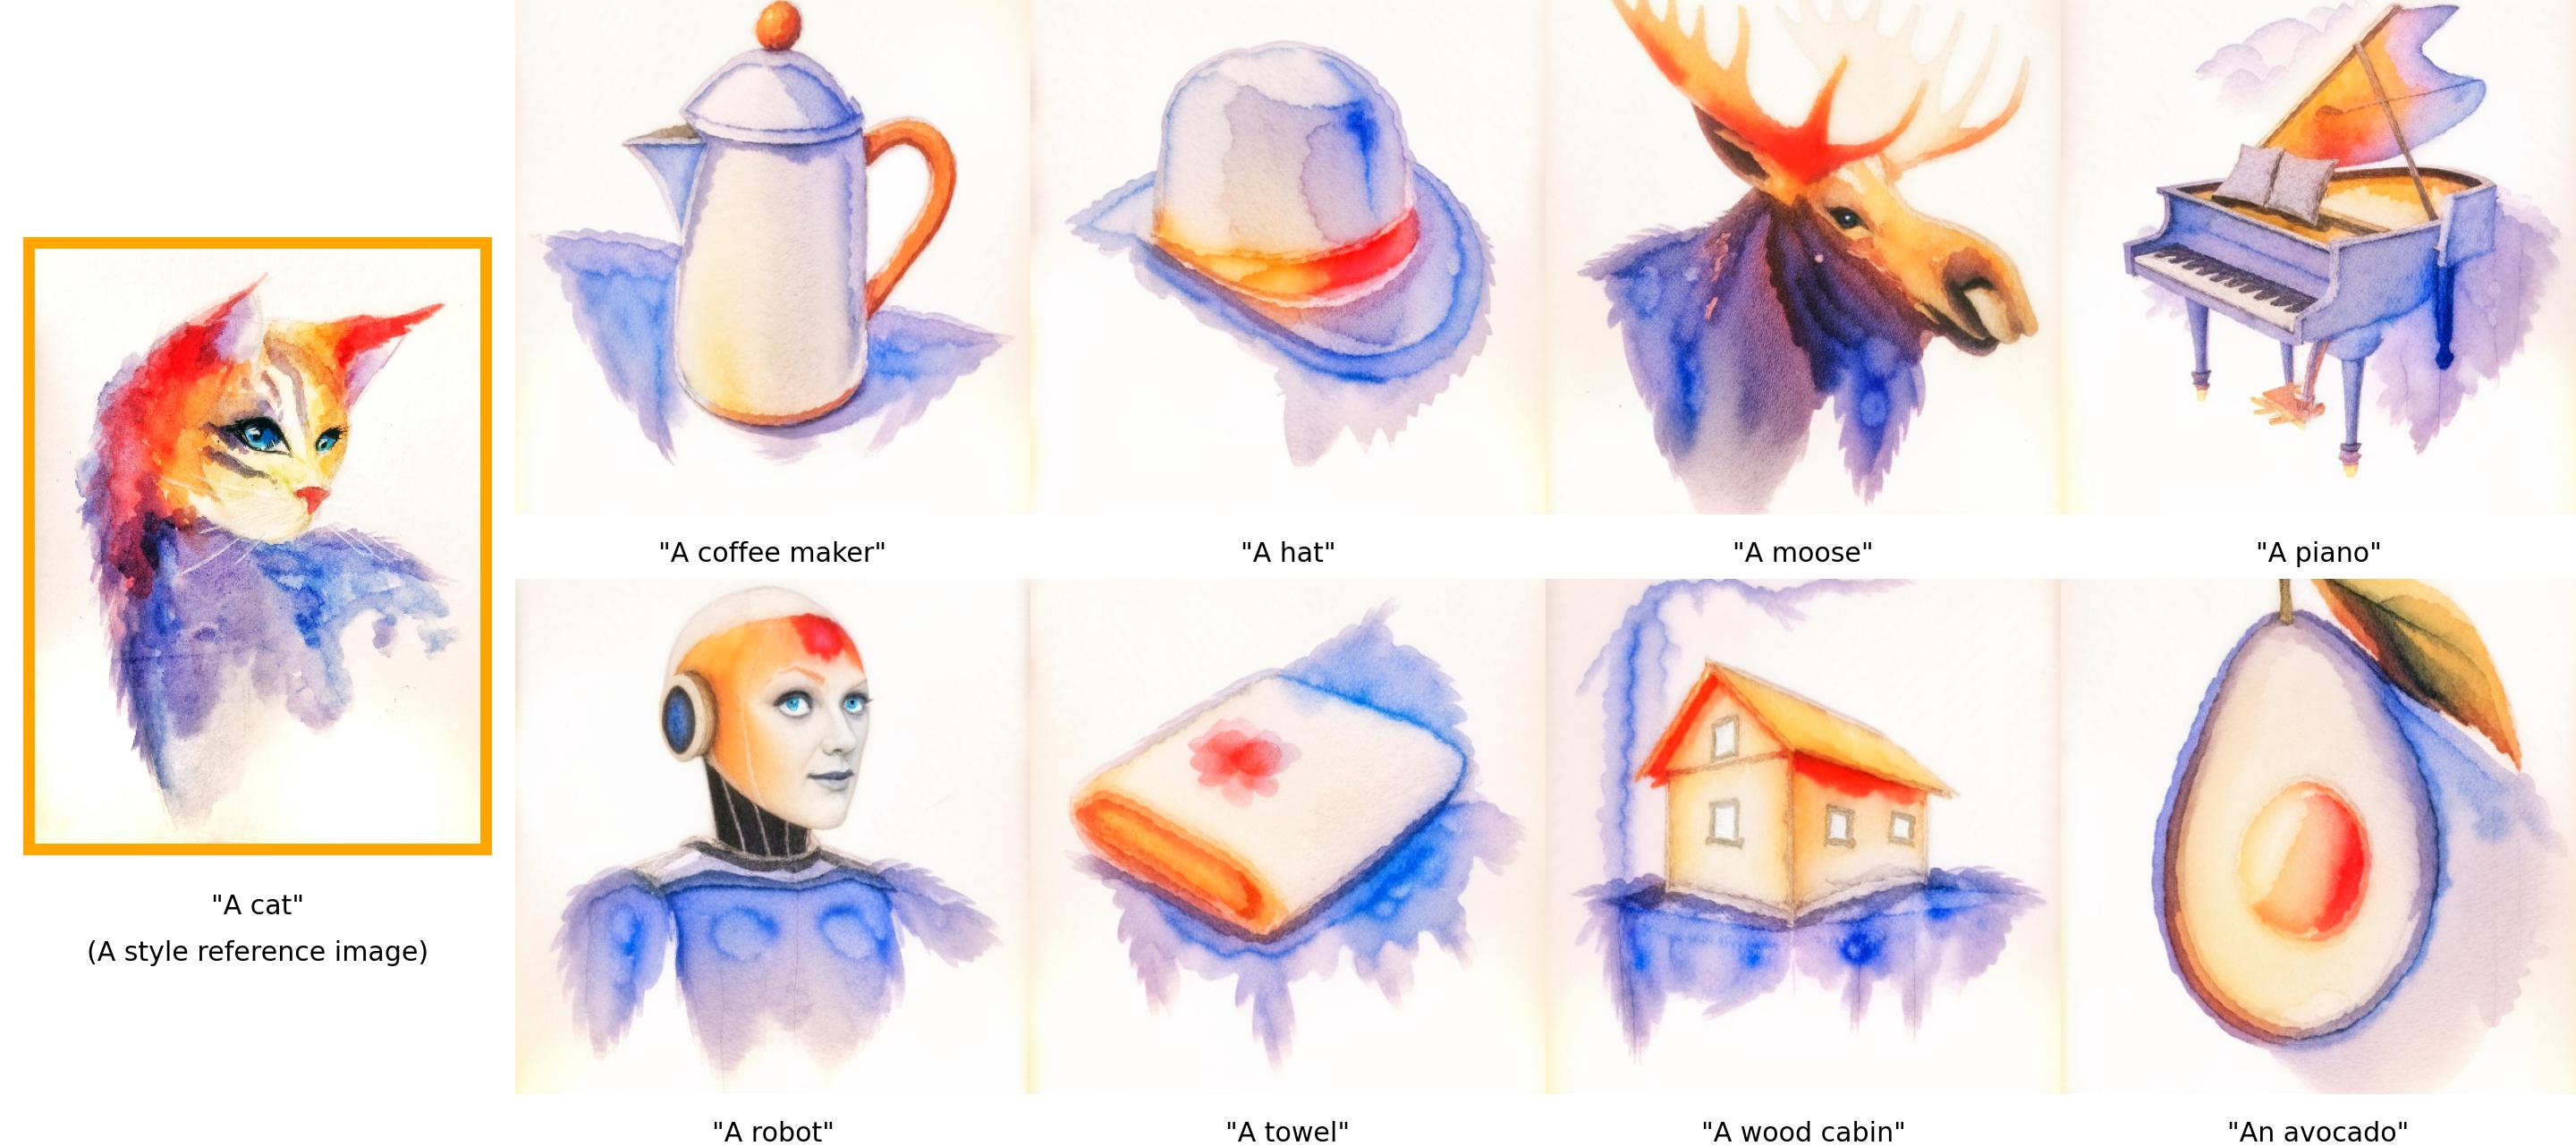 "A cat"
(A style reference image)
"A coffee maker"
"A hat"
"A moose"
"A piano"
"A robot"
"A towel"
"A wood cabin"
"An avocado"